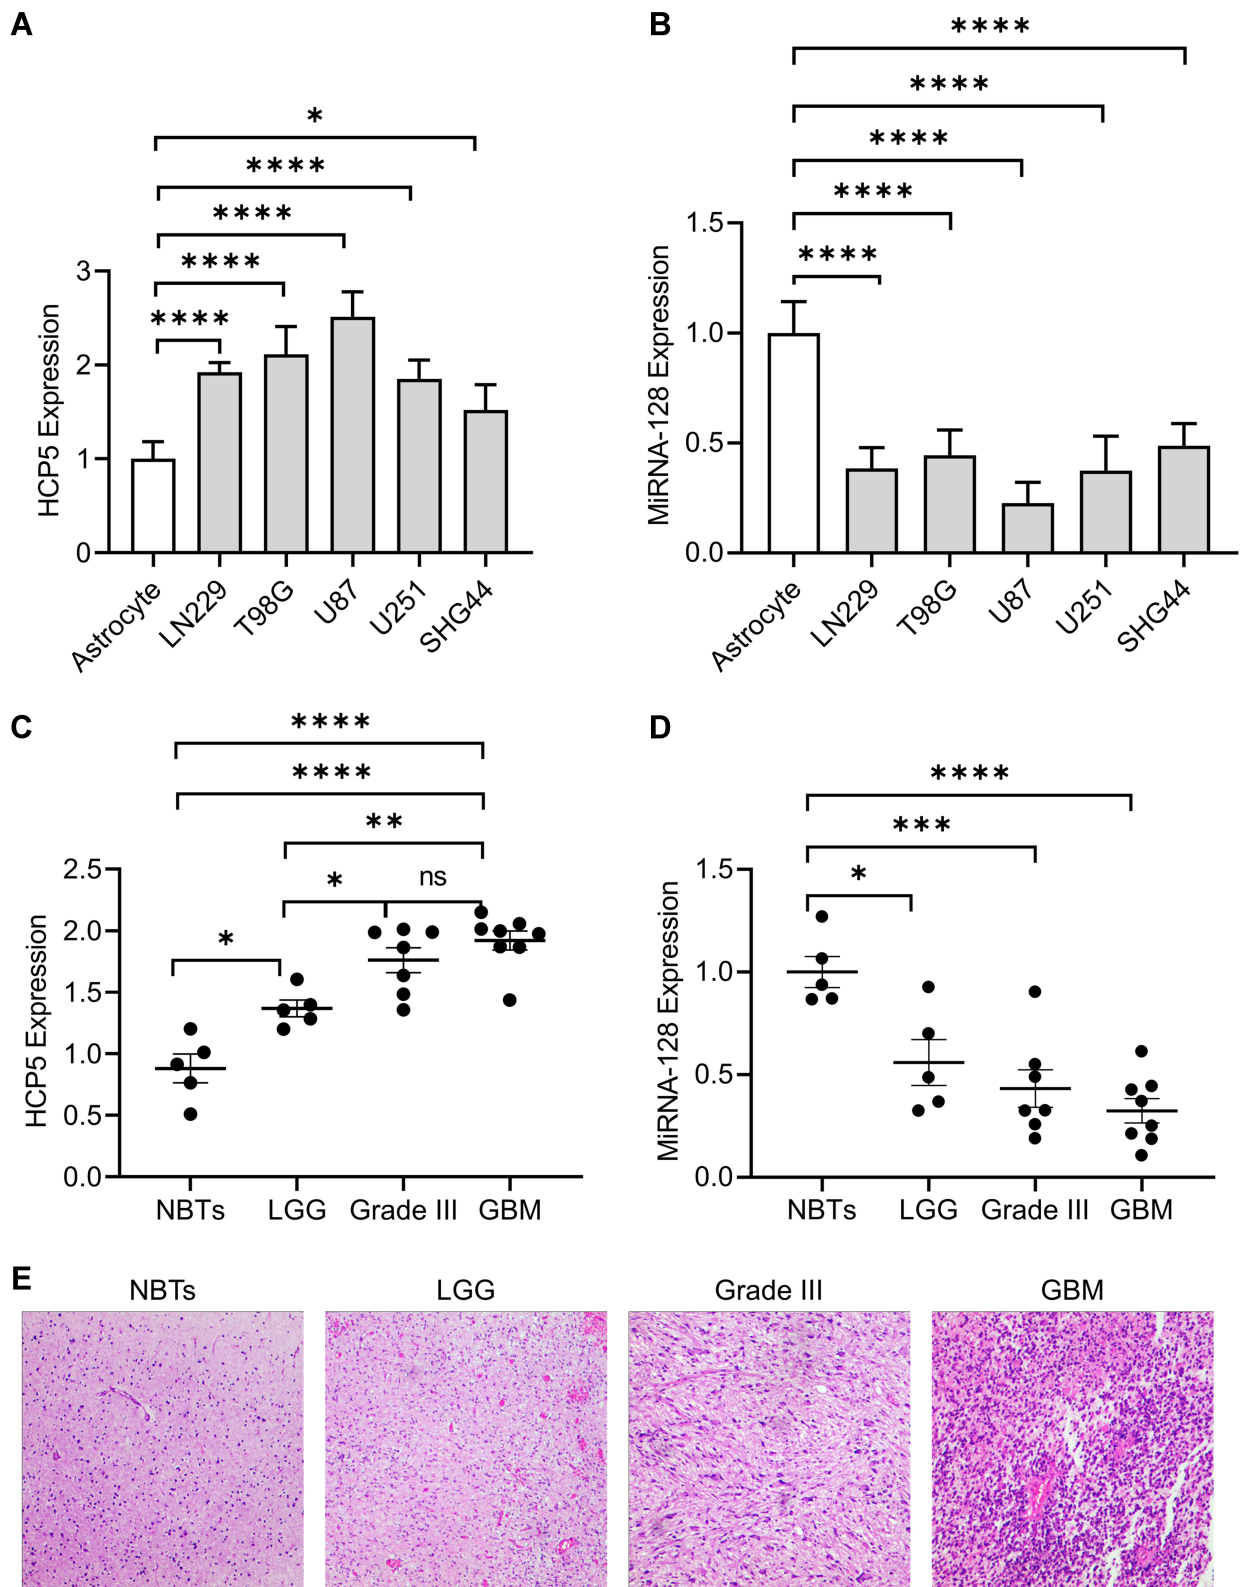 A
B
****
****
*
****
****
****
****
****
****
****
****
HCP5 Expression
3
2
1
0
Astrocyte
LN229
T98G
U87
U251
SHG44
MiRNA-128 Expression
1.5
1.0
0.5
0.0
Astrocyte
LN229
T98G
U87
U251
SHG44
C
****
****
**
*
ns
*
HCP5 Expression
2.5
2.0
1.5
1.0
0.5
0.0
NBTs LGG Grade III GBM
D
****
***
*
MiRNA-128 Expression
1.5
1.0
0.5
0.0
NBTs LGG Grade III GBM
E
NBTs LGG Grade III GBM